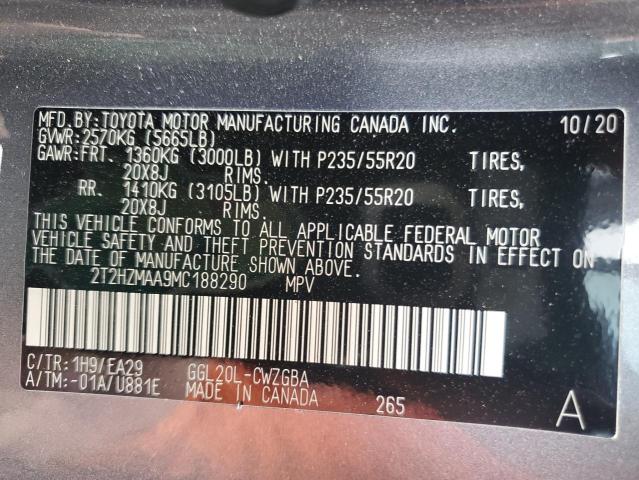 MFD.BY:TOYOTA MOTOR MANUFACTURING CANADA INC. 10/20
GVWR:2570KG (5665LB)
GAWR:FRT. 1360KG (3000LB) WITH P235/55R20 TIRES,
20X8J RIMS.
RR. 1410KG (3105LB) WITH P235/55R20 TIRES,
20X8J RIMS.
THIS VEHICLE CONFORMS TO ALL APPLICABLE FEDERAL MOTOR
VEHICLE SAFETY AND THEFT PREVENTION STANDARDS IN EFFECT ON
THE DATE OF MANUFACTURE SHOWN ABOVE.
2T2HZMAA9MC188290 MPV
C/TR:1H9/EA29 GGL20L-CWZGBA
A/TM:-01A/U881E MADE IN CANADA 265 A